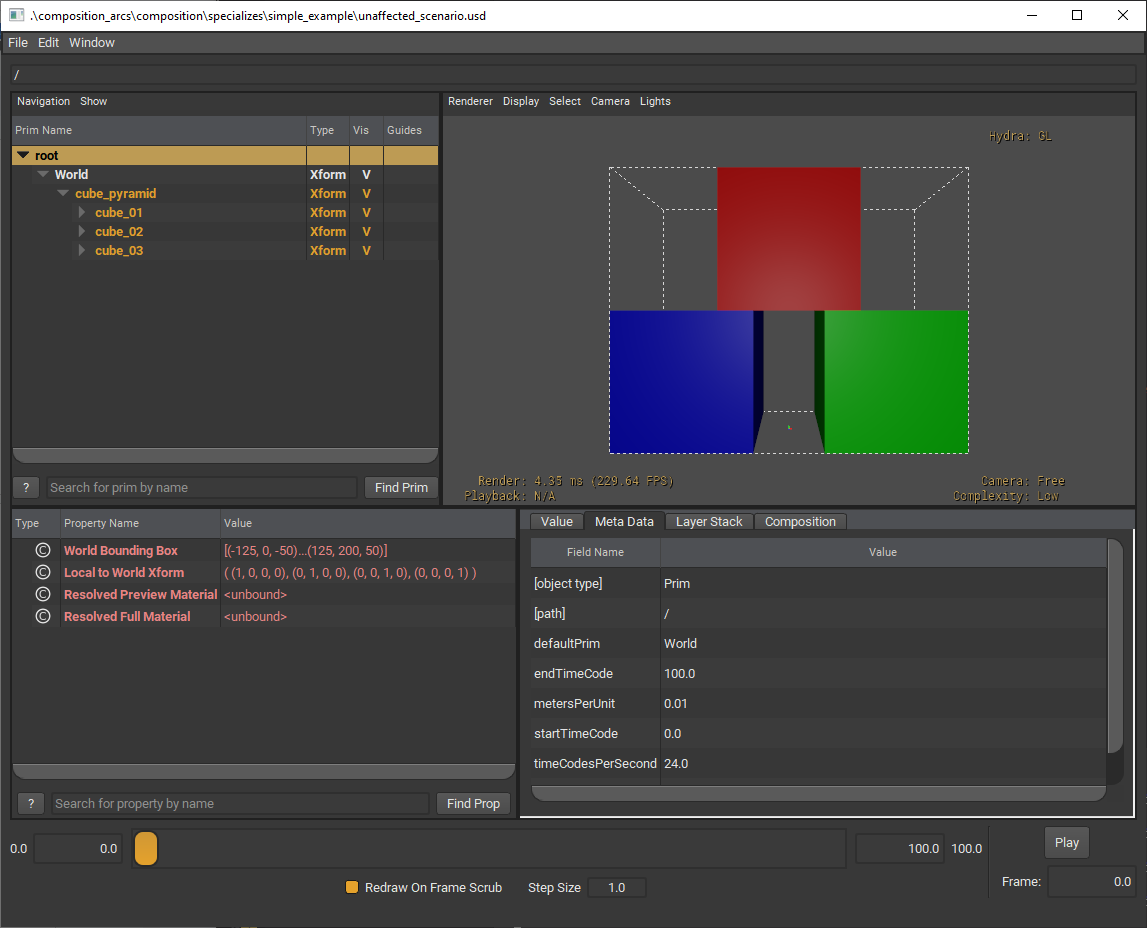 .\composition_arcs\composition\specializes\simple_example\unaffected_scenario.usd
File Edit Window
/
Navigation Show
Prim Name Type Vis Guides
root
World Xform V
cube_pyramid Xform V
cube_01 Xform V
cube_02 Xform V
cube_03 Xform V
? Search for prim by name Find Prim
Renderer Display Select Camera Lights
Hydra: GL
Render: 4.35 ms (229.64 FPS)
Playback: N/A
Camera: Free
Complexity: Low
Type Property Name Value
C World Bounding Box [(-125, 0, -50)...(125, 200, 50)]
C Local to World Xform ( (1, 0, 0, 0), (0, 1, 0, 0), (0, 0, 1, 0), (0, 0, 0, 1) )
C Resolved Preview Material <unbound>
C Resolved Full Material <unbound>
? Search for property by name Find Prop
Value Meta Data Layer Stack Composition
Field Name Value
[object type] Prim
[path] /
defaultPrim World
endTimeCode 100.0
metersPerUnit 0.01
startTimeCode 0.0
timeCodesPerSecond 24.0
0.0 0.0 100.0 100.0 Play
Redraw On Frame Scrub Step Size 1.0 Frame: 0.0